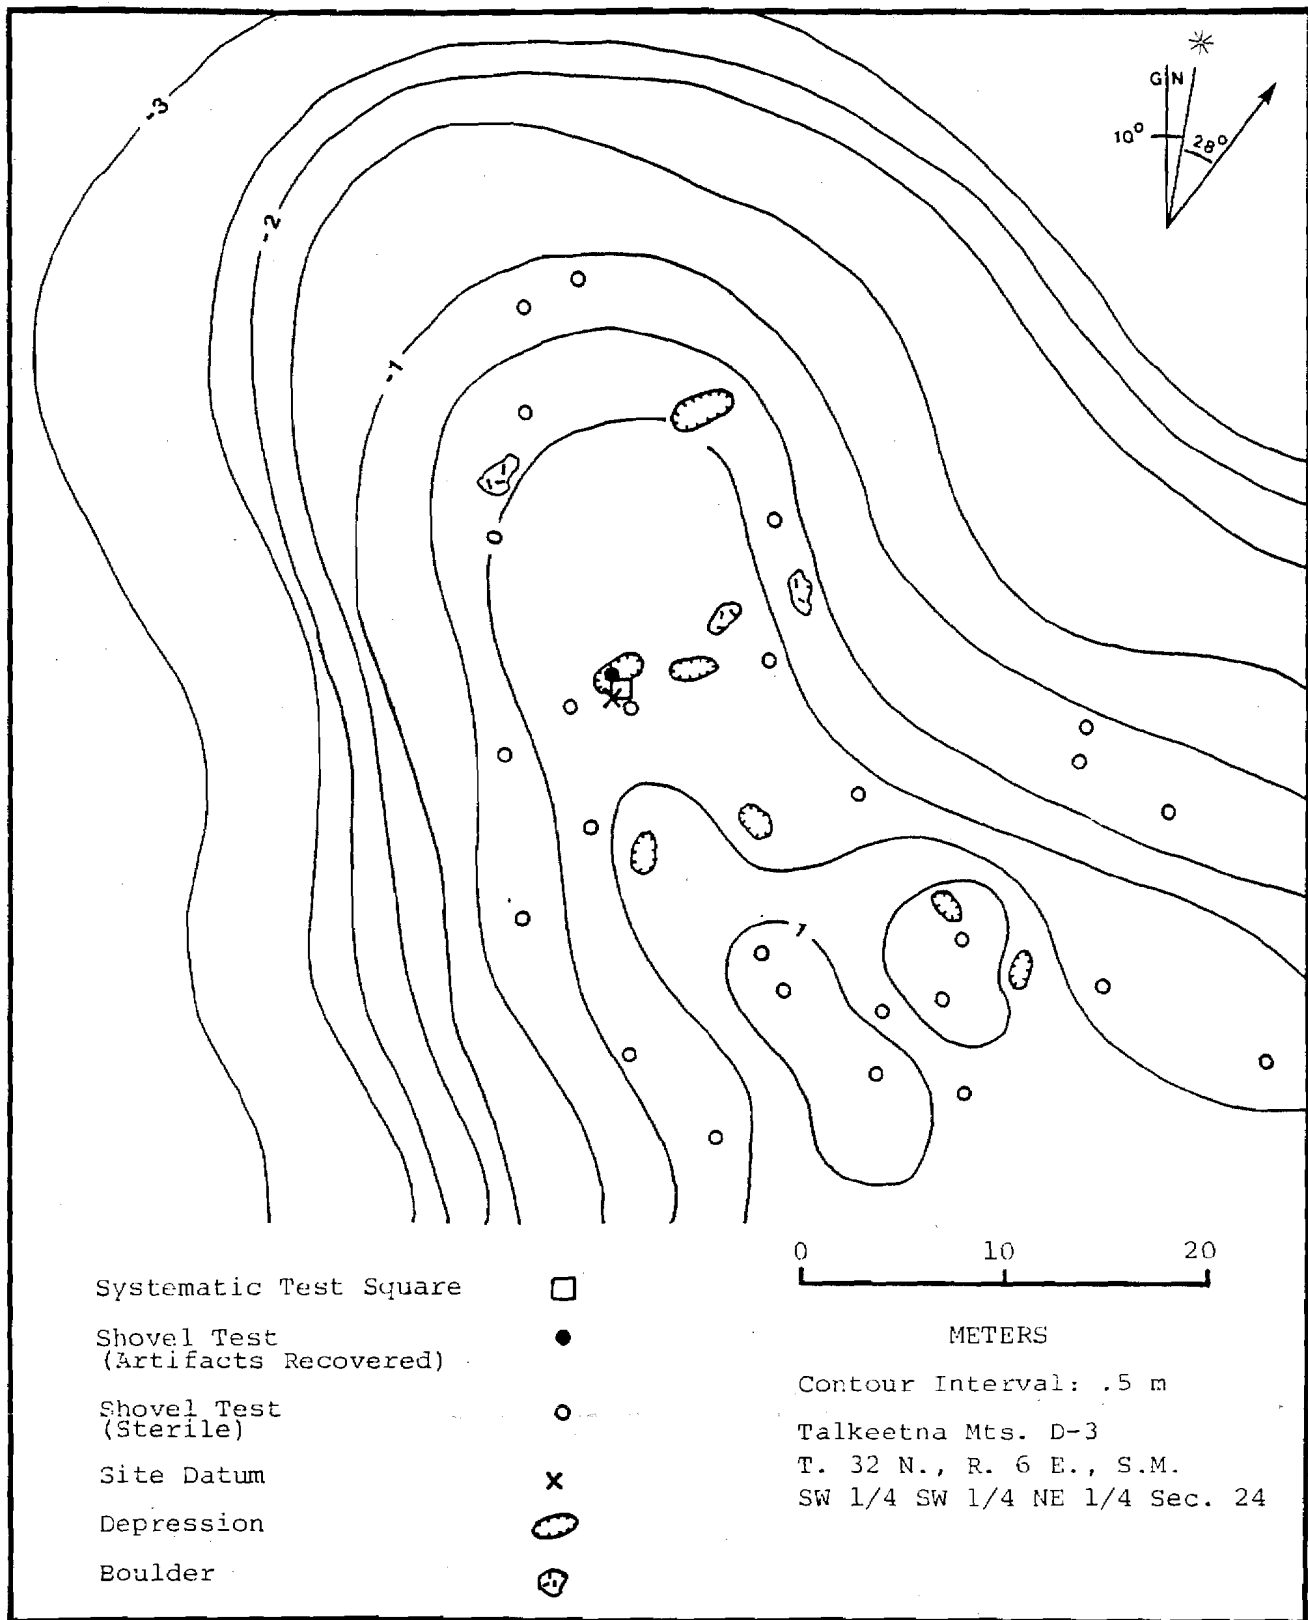 -3
G N
10°
28°
-2
-1
0
1
0 10 20
METERS
Systematic Test Square
Shovel Test
(Artifacts Recovered)
Shovel Test
(Sterile)
Site Datum
Depression
Boulder
Contour Interval: .5 m
Talkeetna Mts. D-3
T. 32 N., R. 6 E., S.M.
SW 1/4 SW 1/4 NE 1/4 Sec. 24